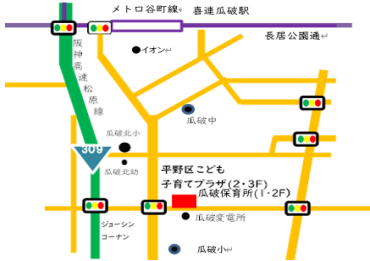 メトロ谷町線 喜連瓜破駅
長居公園通
イオン
阪神高速松原線
瓜破中
瓜破北小
309
瓜破北幼
平野区こども
子育てプラザ(2・3F)
瓜破保育所(1・2F)
瓜破変電所
ジョーシン
コーナン
瓜破小